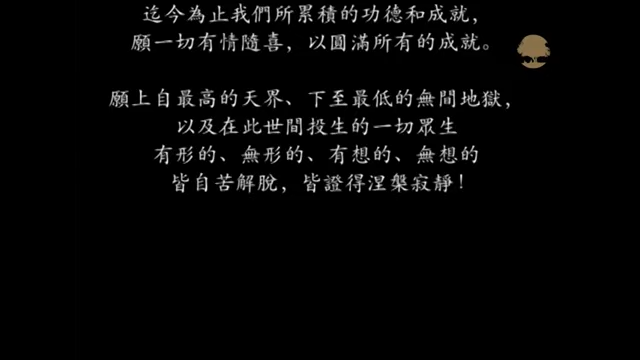 迄今為止我們所累積的功德和成就，
願一切有情隨喜，以圓滿所有的成就。
願上自最高的天界、下至最低的無間地獄，
以及在此世間投生的一切眾生
有形的、無形的、有想的、無想的
皆自苦解脫，皆證得涅槃寂靜！